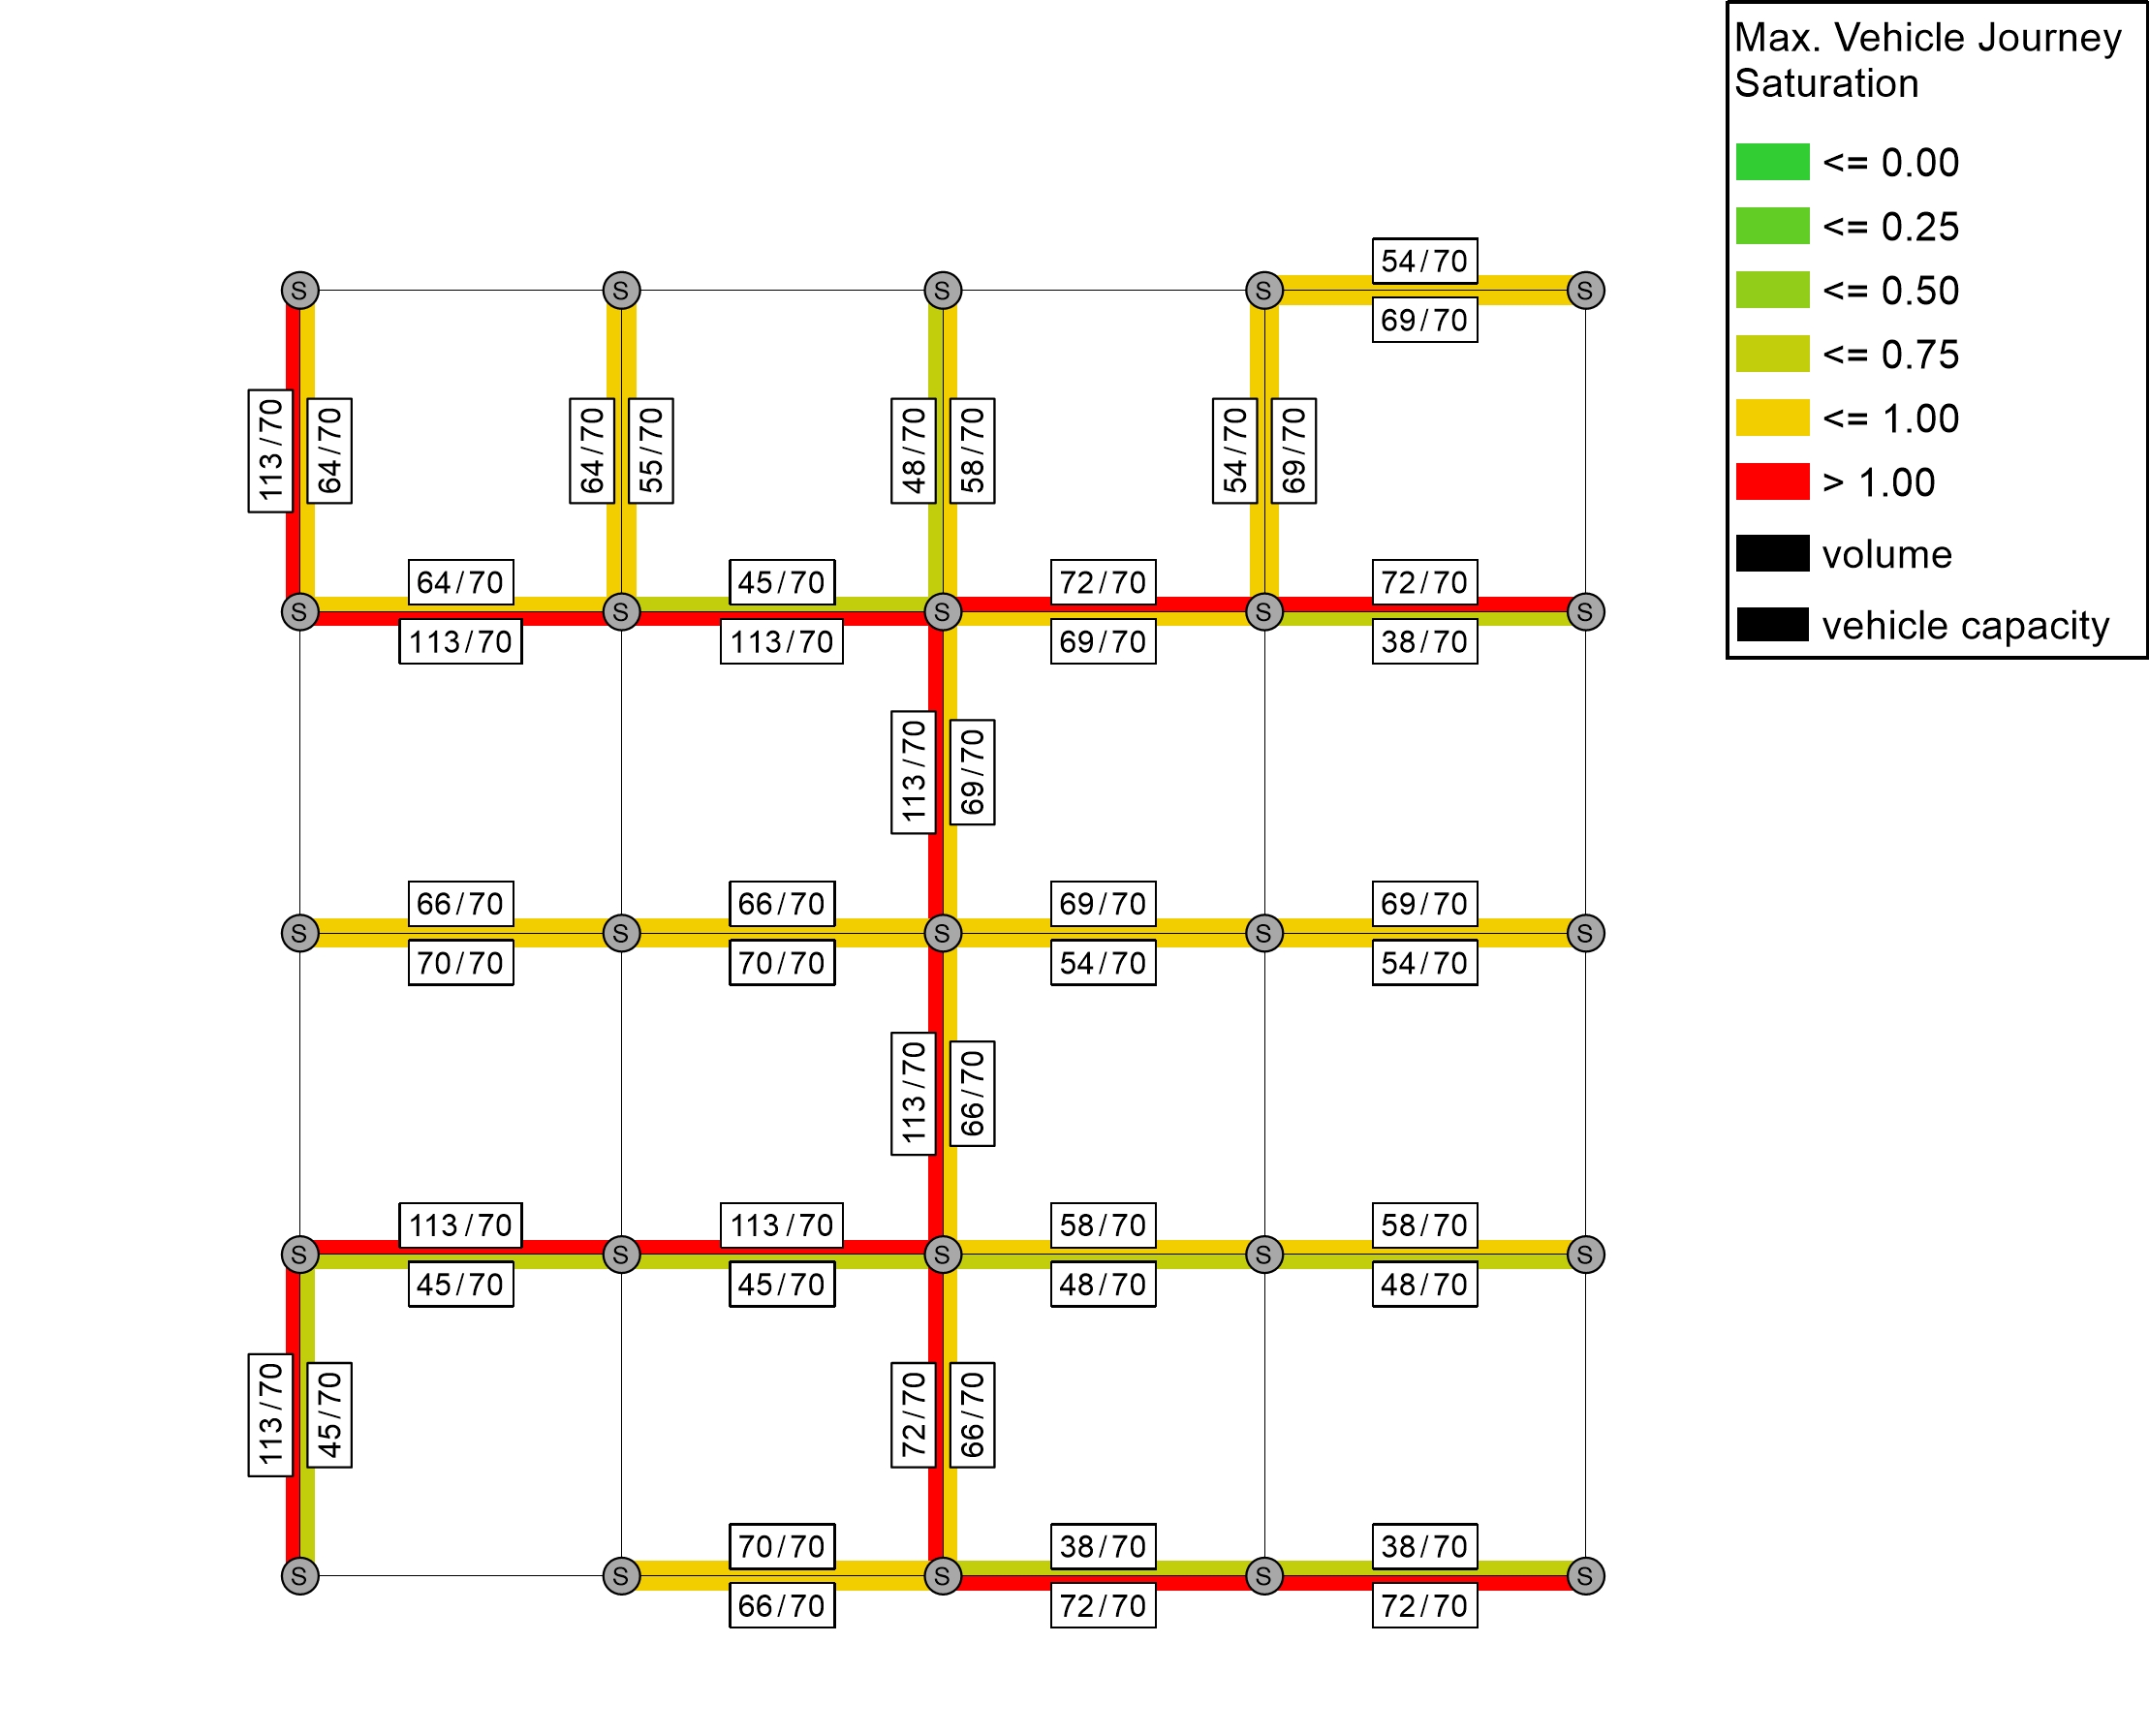 Max. Vehicle Journey
Saturation
<= 0.00
<= 0.25
<= 0.50
<= 0.75
<= 1.00
> 1.00
volume
vehicle capacity
54/70
S
S
S
S
S
69/70
113/70
64/70
64/70
55/70
48/70
58/70
54/70
69/70
64/70
45/70
72/70
72/70
S
S
S
S
S
113/70
113/70
69/70
38/70
113/70
69/70
66/70
66/70
69/70
69/70
S
S
S
S
S
70/70
70/70
54/70
54/70
113/70
66/70
113/70
113/70
58/70
58/70
S
S
S
S
S
45/70
45/70
48/70
48/70
113/70
45/70
72/70
66/70
70/70
38/70
38/70
S
S
S
S
S
66/70
72/70
72/70